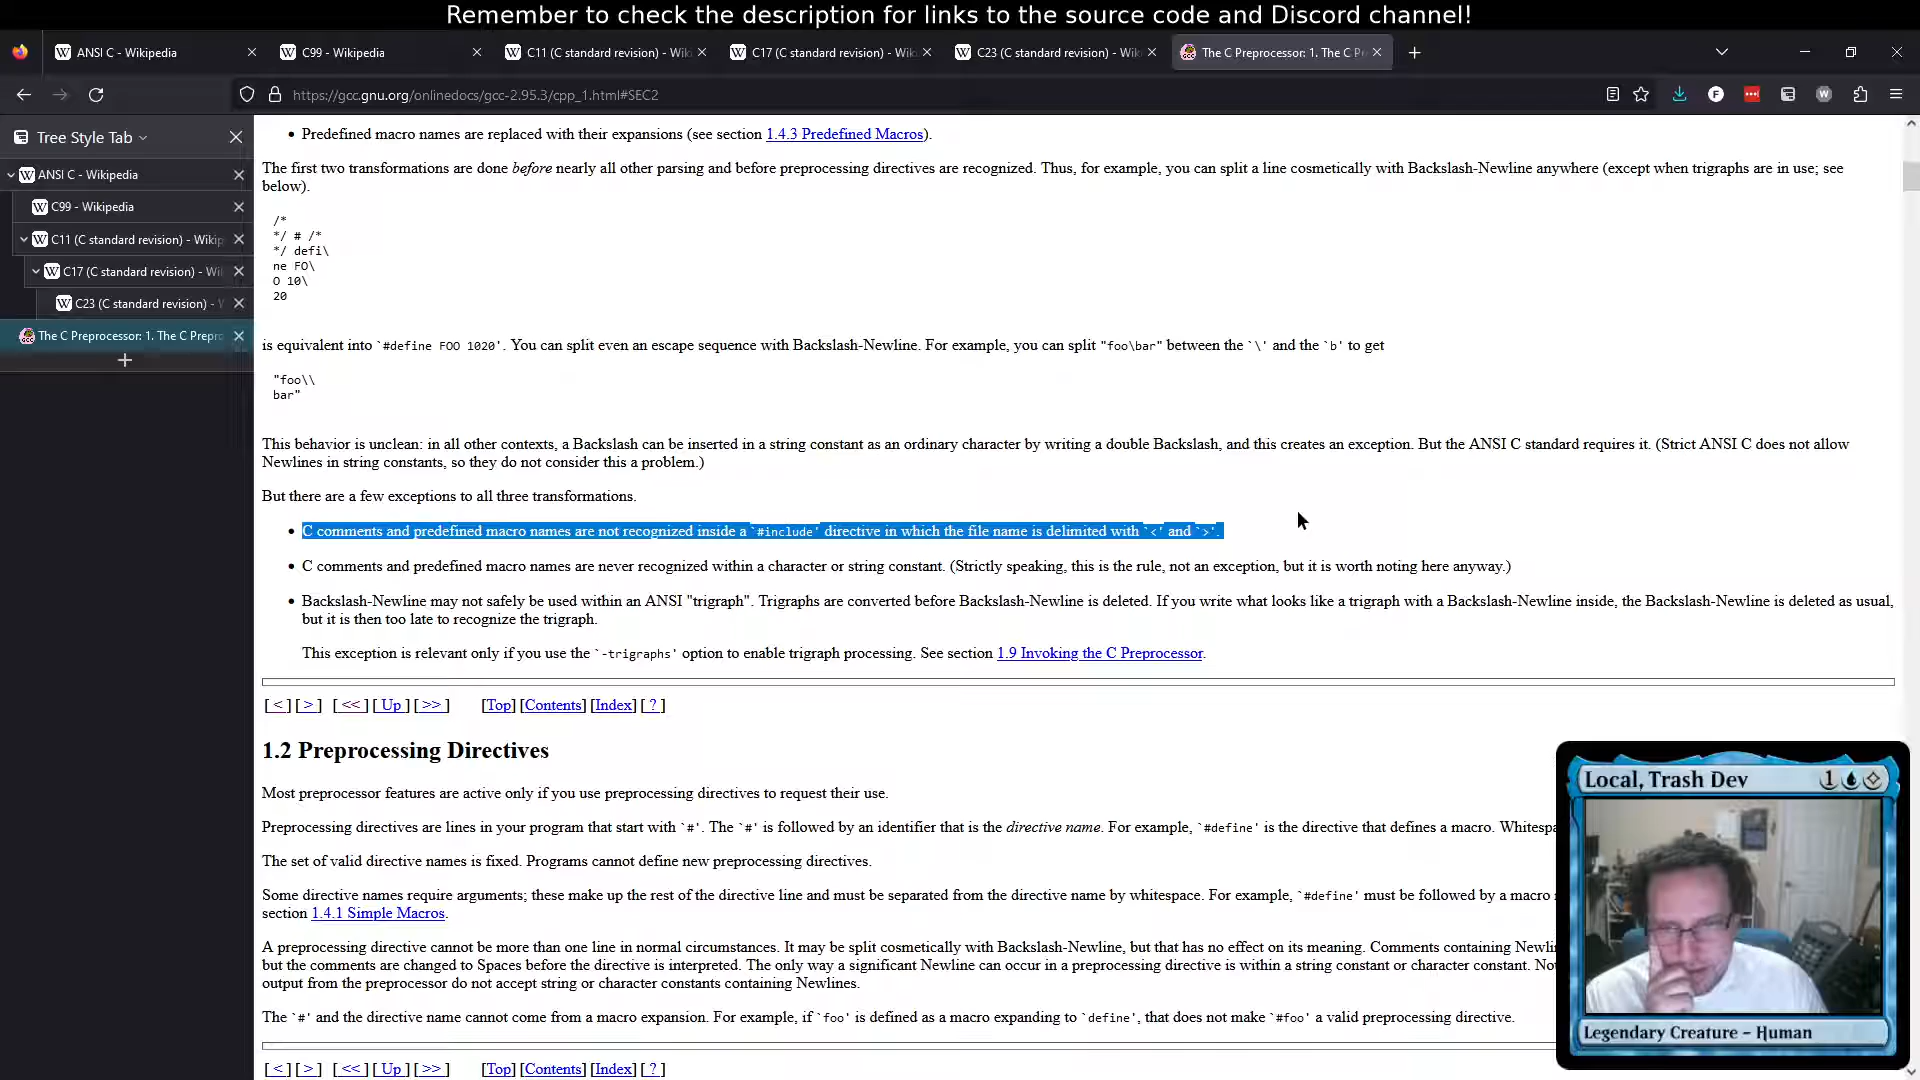 Remember to check the description for links to the source code and Discord channel!
ANSI C - Wikipedia
C99 - Wikipedia
C11 (C standard revision) - Wik
C17 (C standard revision) - Wik
C23 (C standard revision) - Wi
The C Preprocessor: 1. The C Pr
https://gcc.gnu.org/onlinedocs/gcc-2.95.3/cpp_1.html#SEC2
Tree Style Tab
ANSI C - Wikipedia
C99 - Wikipedia
C11 (C standard revision) - Wikip
C17 (C standard revision) - Wi
C23 (C standard revision) -
The C Preprocessor: 1. The C Prepr
• Predefined macro names are replaced with their expansions (see section 1.4.3 Predefined Macros).
The first two transformations are done before nearly all other parsing and before preprocessing directives are recognized. Thus, for example, you can split a line cosmetically with Backslash-Newline anywhere (except when trigraphs are in use; see
below).
/*
*/ # /*
*/ defi\
ne FO\
O 10\
20
is equivalent into `#define FOO 1020'. You can split even an escape sequence with Backslash-Newline. For example, you can split "foo\bar" between the `\' and the `b' to get
"foo\\
bar"
This behavior is unclean: in all other contexts, a Backslash can be inserted in a string constant as an ordinary character by writing a double Backslash, and this creates an exception. But the ANSI C standard requires it. (Strict ANSI C does not allow
Newlines in string constants, so they do not consider this a problem.)
But there are a few exceptions to all three transformations.
• C comments and predefined macro names are not recognized inside a `#include' directive in which the file name is delimited with `<' and `>'.
• C comments and predefined macro names are never recognized within a character or string constant. (Strictly speaking, this is the rule, not an exception, but it is worth noting here anyway.)
• Backslash-Newline may not safely be used within an ANSI "trigraph". Trigraphs are converted before Backslash-Newline is deleted. If you write what looks like a trigraph with a Backslash-Newline inside, the Backslash-Newline is deleted as usual,
but it is then too late to recognize the trigraph.
This exception is relevant only if you use the `-trigraphs' option to enable trigraph processing. See section 1.9 Invoking the C Preprocessor.
[ < ] [ > ] [ << ] [ Up ] [ >> ] [Top] [Contents] [Index] [ ? ]
1.2 Preprocessing Directives
Most preprocessor features are active only if you use preprocessing directives to request their use.
Preprocessing directives are lines in your program that start with `#'. The `#' is followed by an identifier that is the directive name. For example, `#define' is the directive that defines a macro. Whitespa
The set of valid directive names is fixed. Programs cannot define new preprocessing directives.
Some directive names require arguments; these make up the rest of the directive line and must be separated from the directive name by whitespace. For example, `#define' must be followed by a macro
section 1.4.1 Simple Macros.
A preprocessing directive cannot be more than one line in normal circumstances. It may be split cosmetically with Backslash-Newline, but that has no effect on its meaning. Comments containing Newli
but the comments are changed to Spaces before the directive is interpreted. The only way a significant Newline can occur in a preprocessing directive is within a string constant or character constant. No
output from the preprocessor do not accept string or character constants containing Newlines.
The `#' and the directive name cannot come from a macro expansion. For example, if `foo' is defined as a macro expanding to `define', that does not make `#foo' a valid preprocessing directive.
[ < ] [ > ] [ << ] [ Up ] [ >> ] [Top] [Contents] [Index] [ ? ]
Local, Trash Dev 1
Legendary Creature – Human